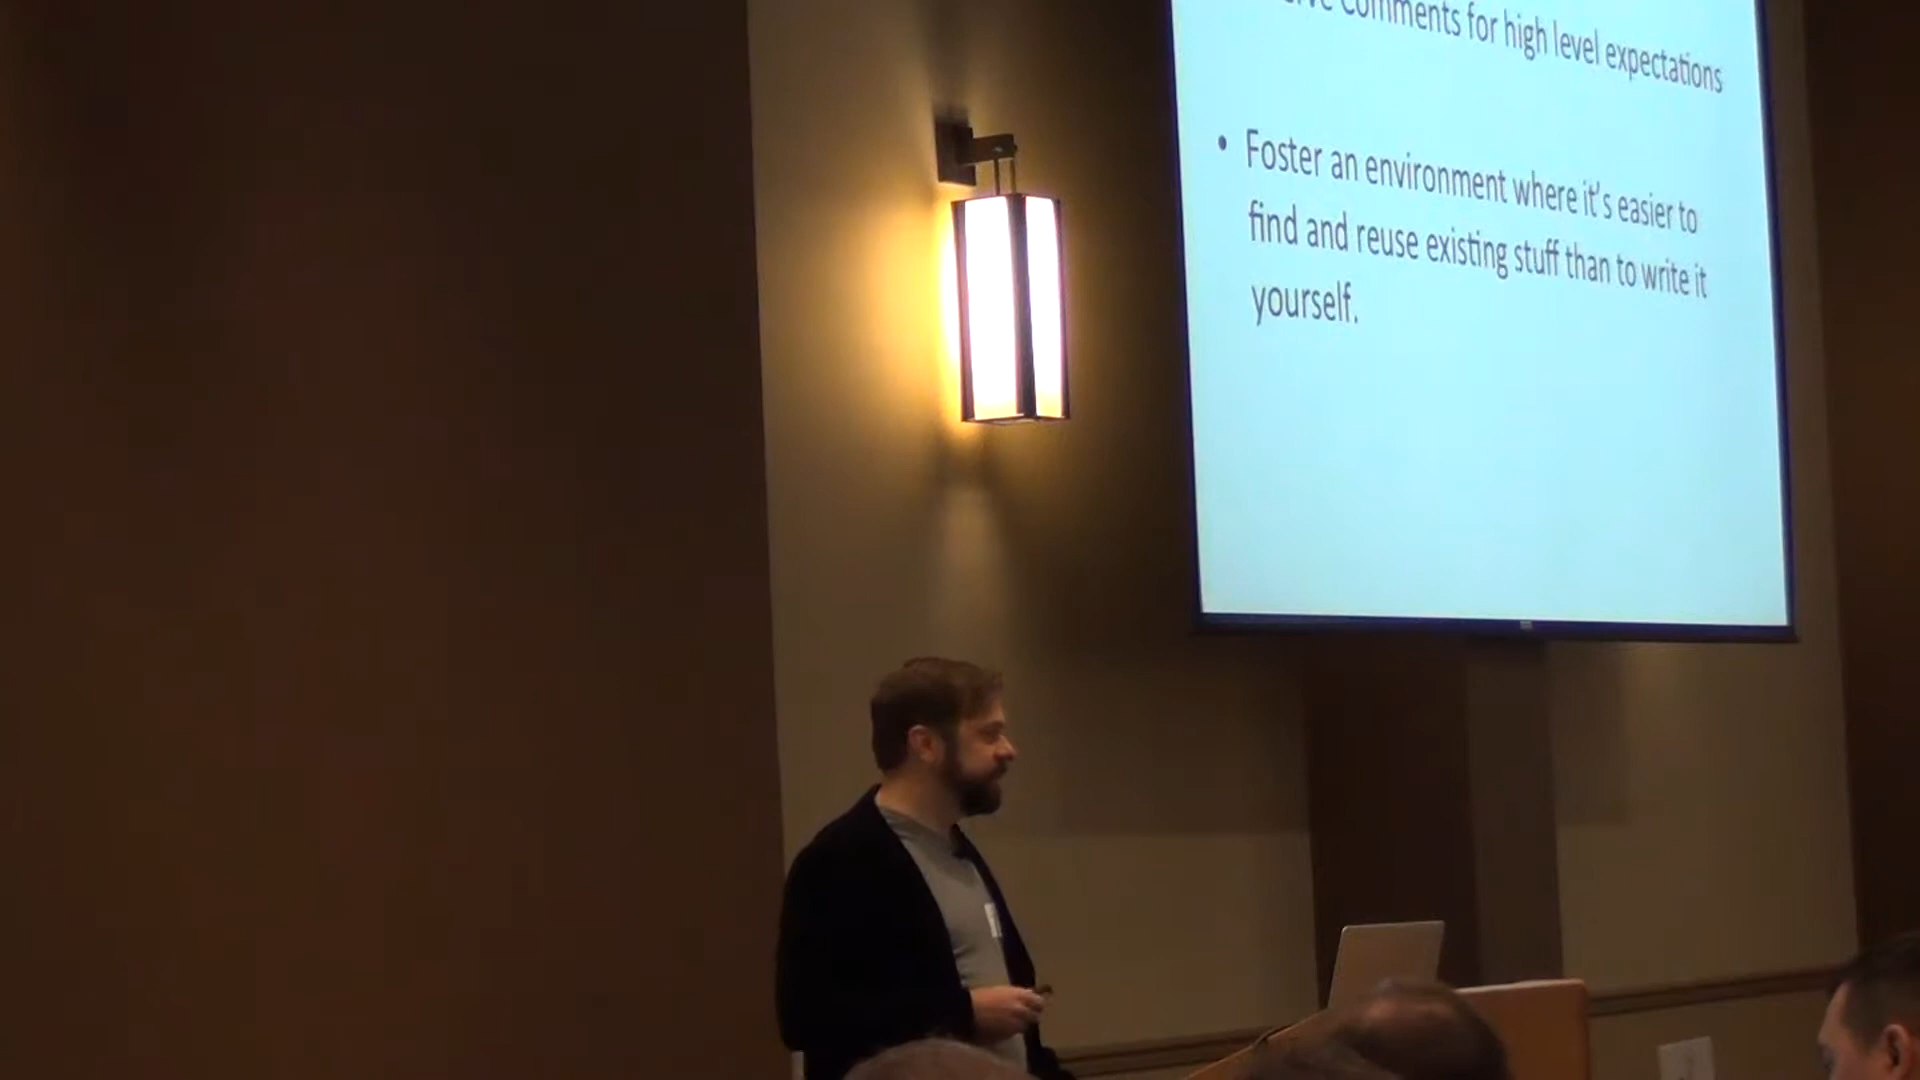 comments for high level expectations
• Foster an environment where it's easier to
find and reuse existing stuff than to write it
yourself.